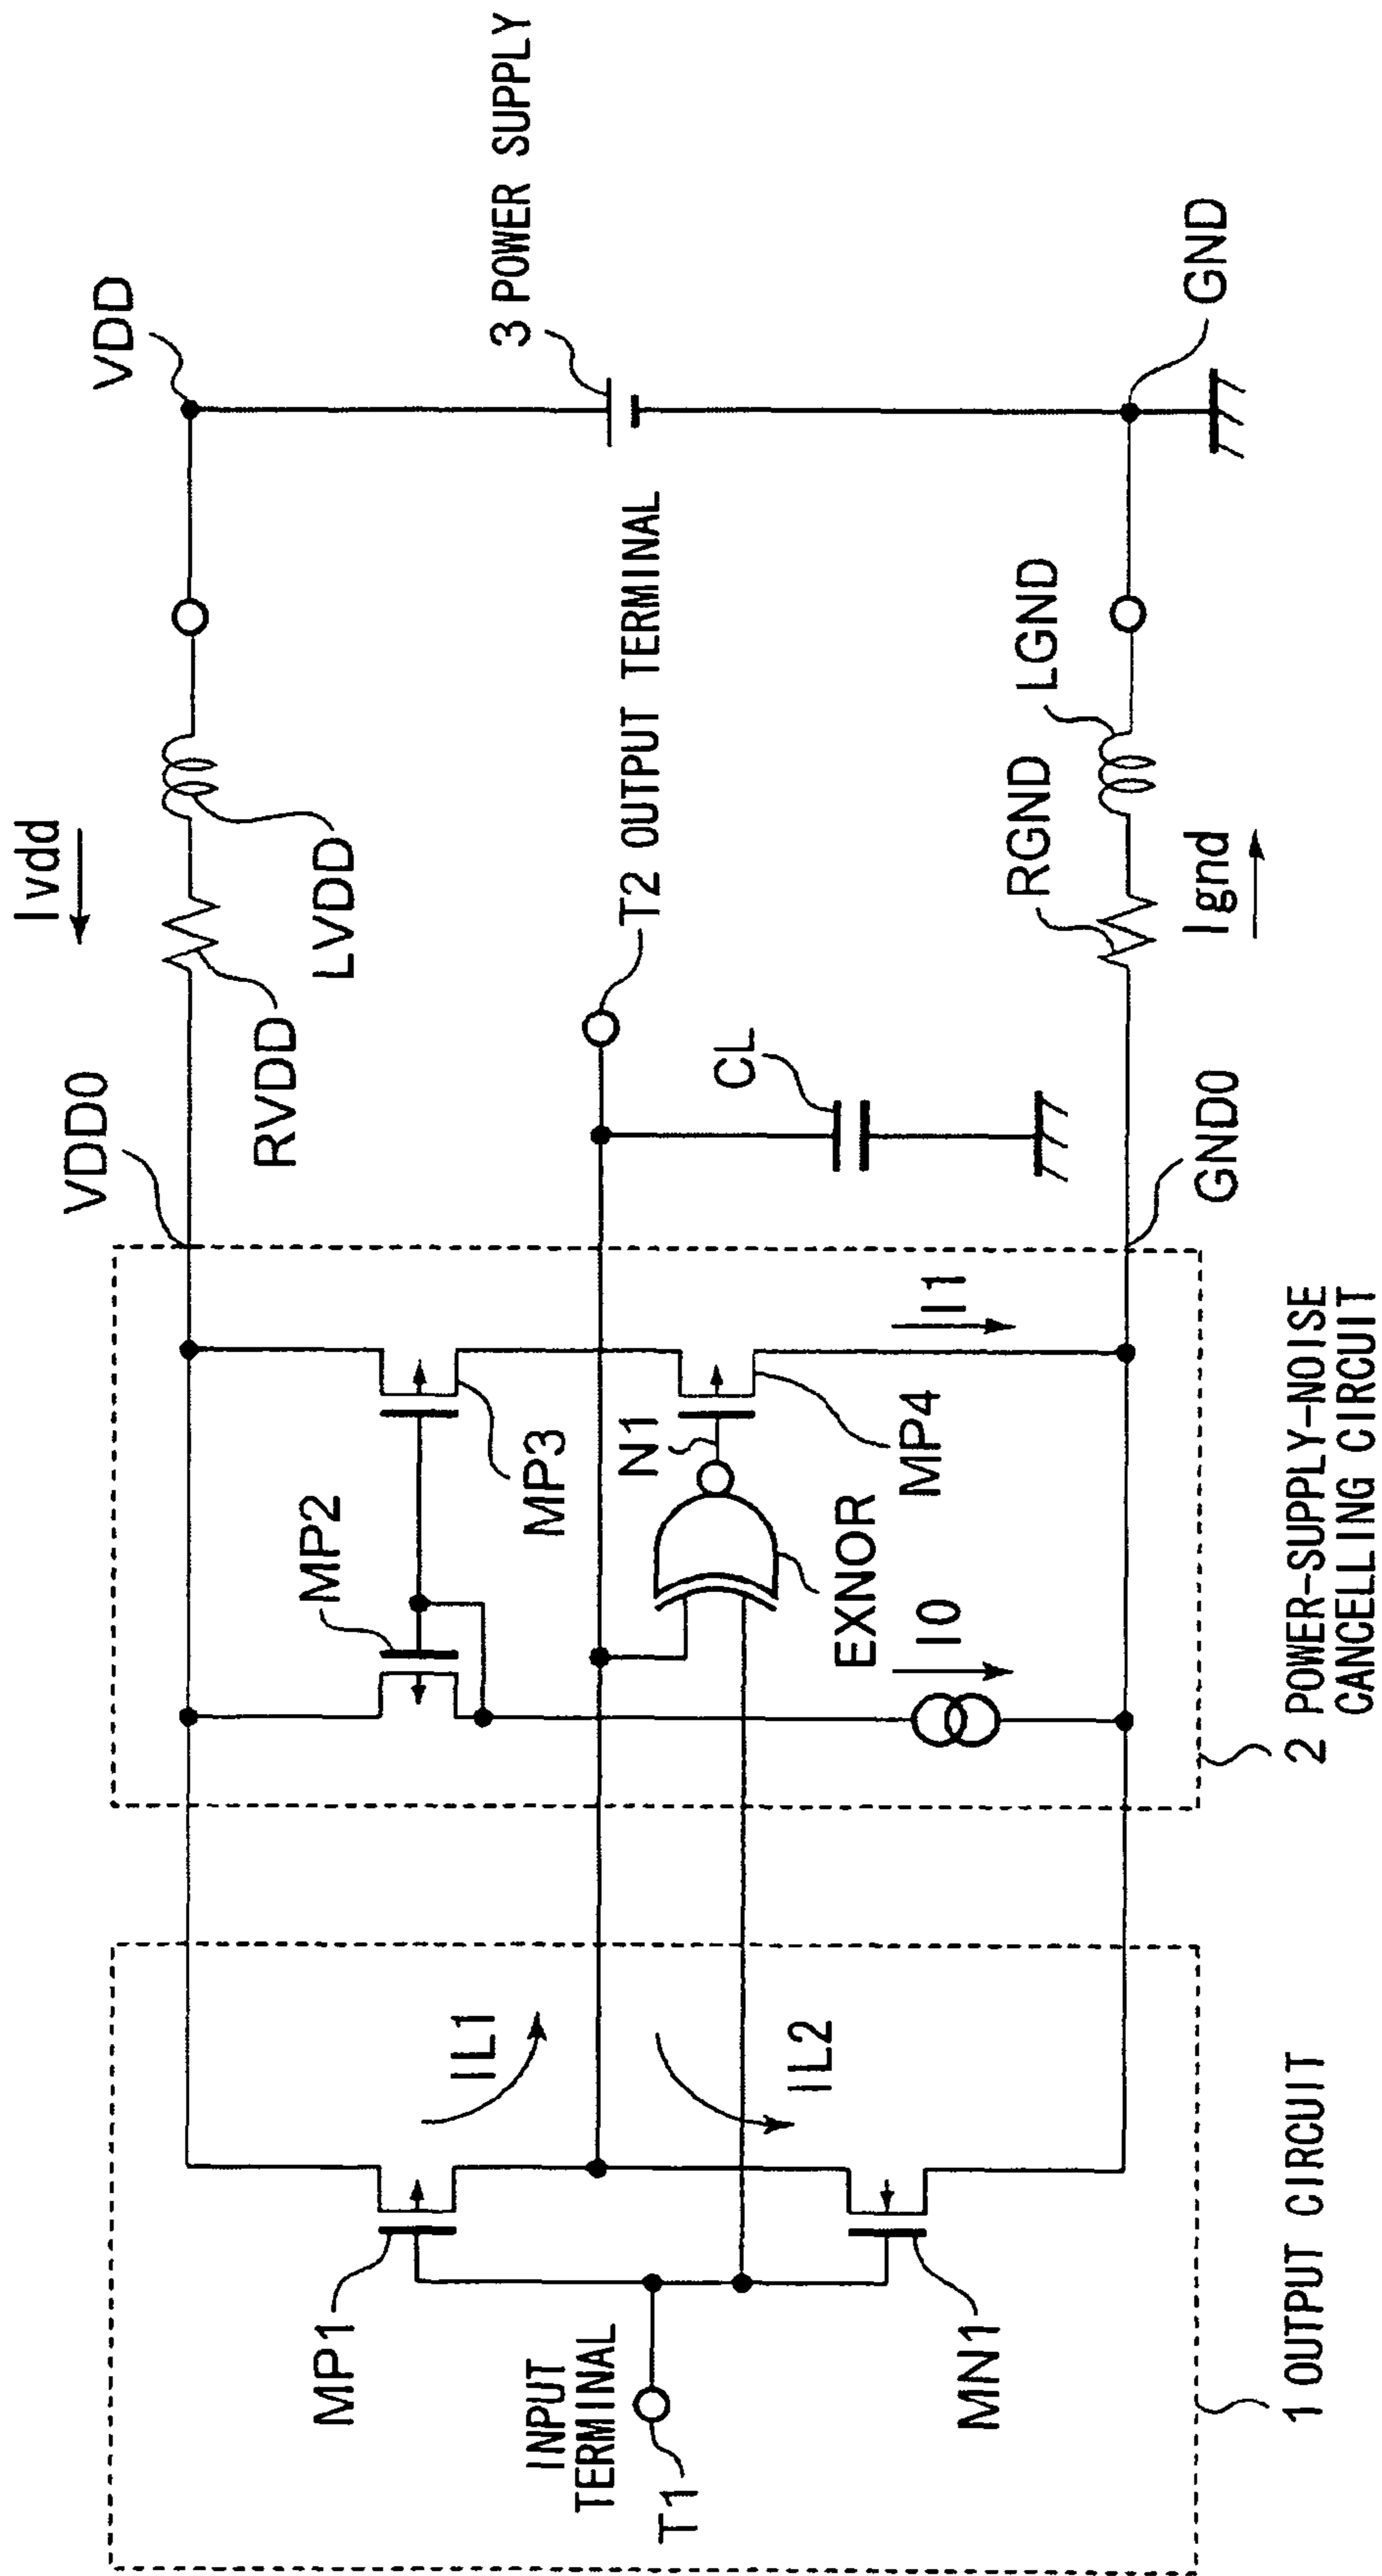 Ivdd
VDD0
VDD
RVDD
LVDD
3 POWER SUPPLY
MP1
IL1
MP2
MP3
T2 OUTPUT TERMINAL
INPUT
TERMINAL
T1
IL2
N1
CL
EXNOR
MP4
I0
I1
MN1
RGND
LGND
GND
Ignd
GND0
1 OUTPUT CIRCUIT
2 POWER-SUPPLY-NOISE
CANCELLING CIRCUIT